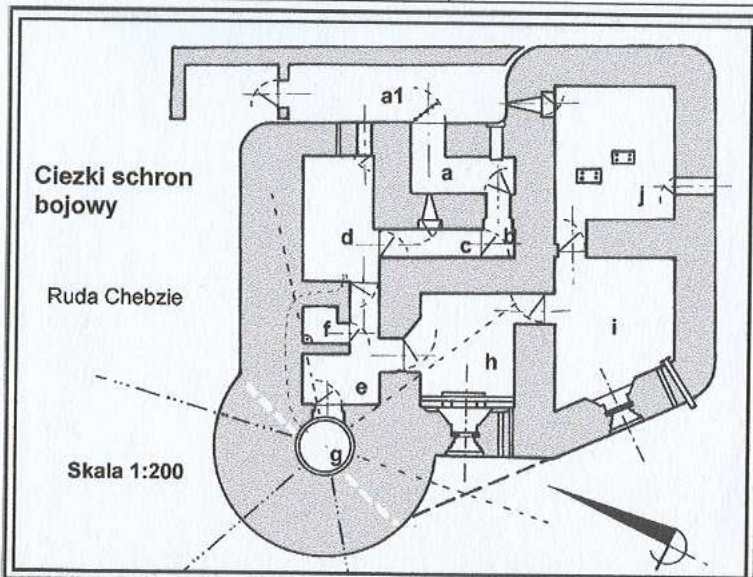 a1
Ciezki schron
bojowy
a
j
d
c
b
Ruda Chebzie
f
i
h
e
g
Skala 1:200